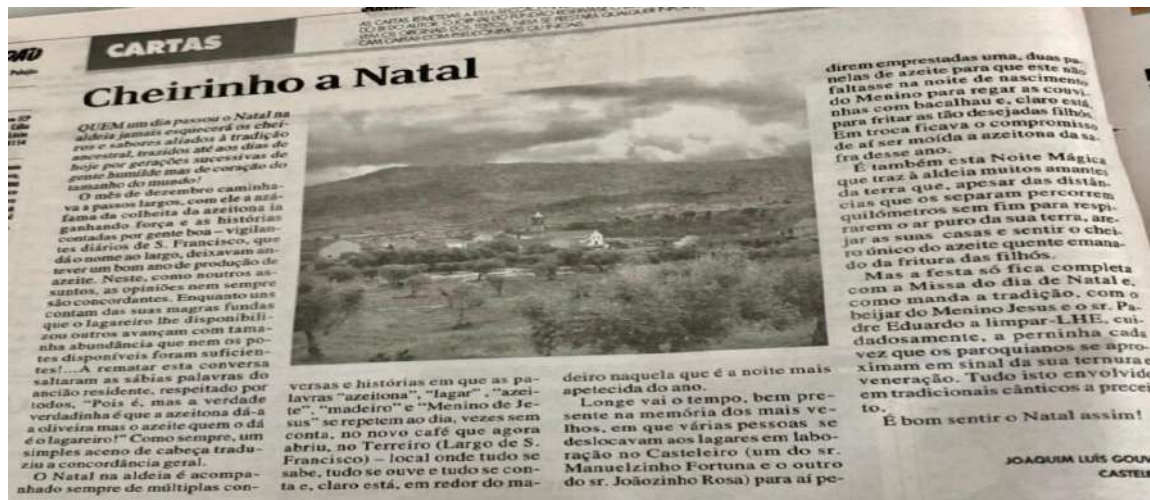 AS CARTAS REMETIDAS A ESTA SECÇÃO
CARTAS
Cheirinho a Natal
QUEM um dia passou o Natal na
aldeia jamais esquecerá os chei-
ros e sabores aliados à tradição
ancestral, trazidos até aos dias de
hoje por gerações sucessivas de
gente humilde mas de coração do
tamanho do mundo!
O mês de dezembro caminha-
va a passos largos, com ele a azá-
fama da colheita da azeitona ia
ganhando força e as histórias
contadas por gente boa – vigilan-
tes diários de S. Francisco, que
dá o nome ao largo, deixavam an-
tever um bom ano de produção de
azeite. Neste, como noutros as-
suntos, as opiniões nem sempre
são concordantes. Enquanto uns
contam das suas magras fundas
que o lagareiro lhe disponibili-
zou outros avançam com tama-
nha abundância que nem os po-
tes disponíveis foram suficien-
tes!...A rematar esta conversa
saltaram as sábias palavras do
ancião residente, respeitado por
todos, "Pois é, mas a verdade
verdadinha é que a azeitona dá-a
a oliveira mas o azeite quem o dá
é o lagareiro!" Como sempre, um
simples aceno de cabeça tradu-
ziu a concordância geral.
O Natal na aldeia é acompa-
nhado sempre de múltiplas con-
versas e histórias em que as pa-
lavras "azeitona", "lagar", "azei-
te", "madeiro" e "Menino de Je-
sus" se repetem ao dia, vezes sem
conta, no novo café que agora
abriu, no Terreiro (Largo de S.
Francisco) – local onde tudo se
sabe, tudo se ouve e tudo se con-
ta e, claro está, em redor do ma-
deiro naquela que é a noite mais
apetecida do ano.
Longe vai o tempo, bem pre-
sente na memória dos mais ve-
lhos, em que várias pessoas se
deslocavam aos lagares em labo-
ração no Casteleiro (um do sr.
Manuelzinho Fortuna e o outro
do sr. Joãozinho Rosa) para aí pe-
direm emprestadas uma, duas pa-
nelas de azeite para que este não
faltasse na noite de nascimento
do Menino para regar as couvi-
nhas com bacalhau e, claro está,
para fritar as tão desejadas filhós.
Em troca ficava o compromisso
de aí ser moída a azeitona da sa-
fra desse ano.
É também esta Noite Mágica
que traz à aldeia muitos amantes
da terra que, apesar das distân-
cias que os separam percorrem
quilómetros sem fim para respi-
rarem o ar puro da sua terra, are-
jar as suas casas e sentir o chei-
ro único do azeite quente emana-
do da fritura das filhós.
Mas a festa só fica completa
com a Missa do dia de Natal e,
como manda a tradição, com o
beijar do Menino Jesus e o sr. Pa-
dre Eduardo a limpar-LHE, cui-
dadosamente, a perninha cada
vez que os paroquianos se apro-
ximam em sinal da sua ternura e
veneração. Tudo isto envolvido
em tradicionais cânticos a precei-
to.
É bom sentir o Natal assim!
JOAQUIM LUÍS GOUV
CASTELE